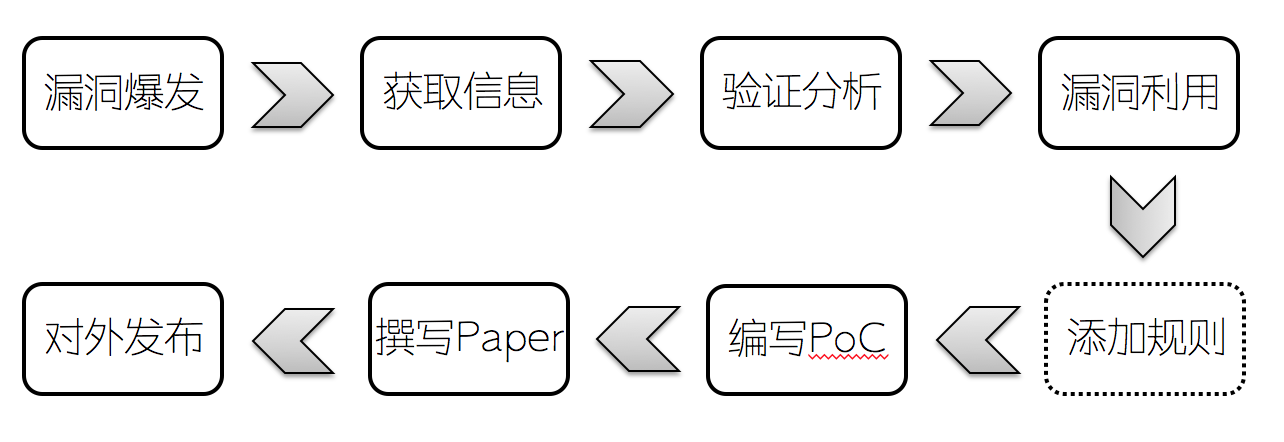 漏洞爆发
获取信息
验证分析
漏洞利用
添加规则
编写PoC
撰写Paper
对外发布